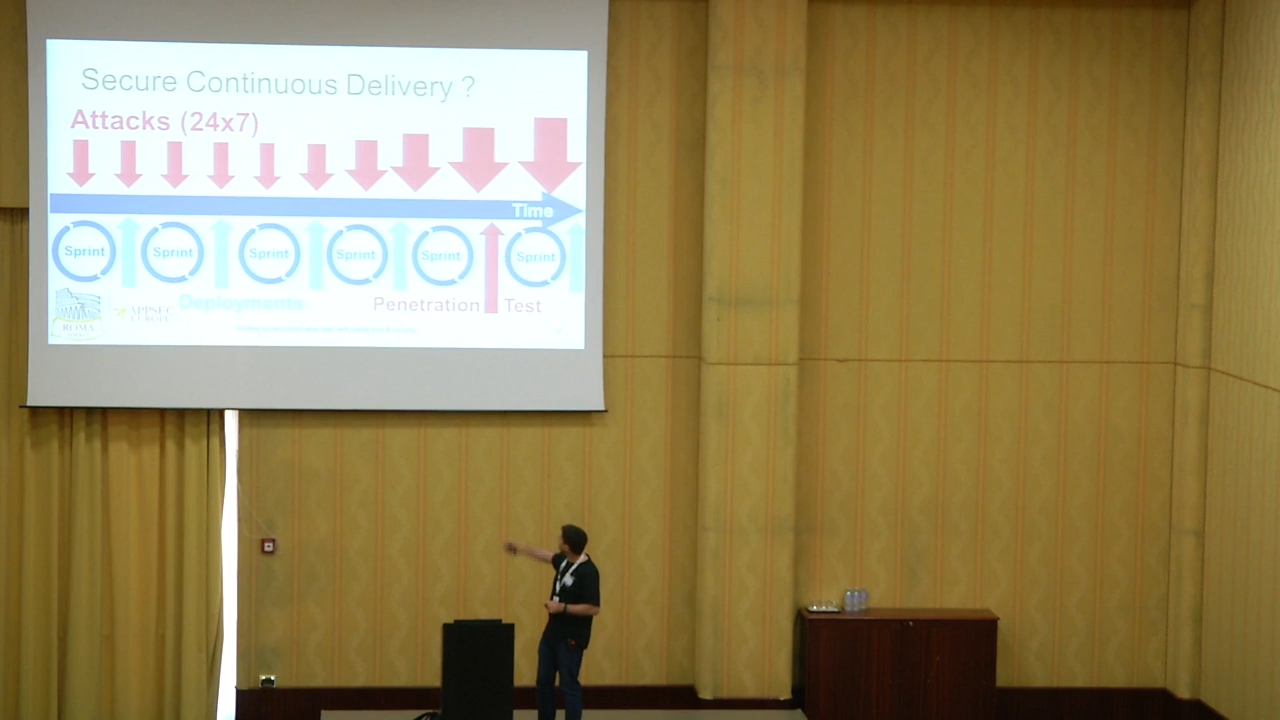 Secure Continuous Delivery ?
Attacks (24x7)
Time
Sprint Sprint Sprint Sprint Sprint Sprint
Deployments
Penetration Test
APPSEC
EUROPE
ROMA